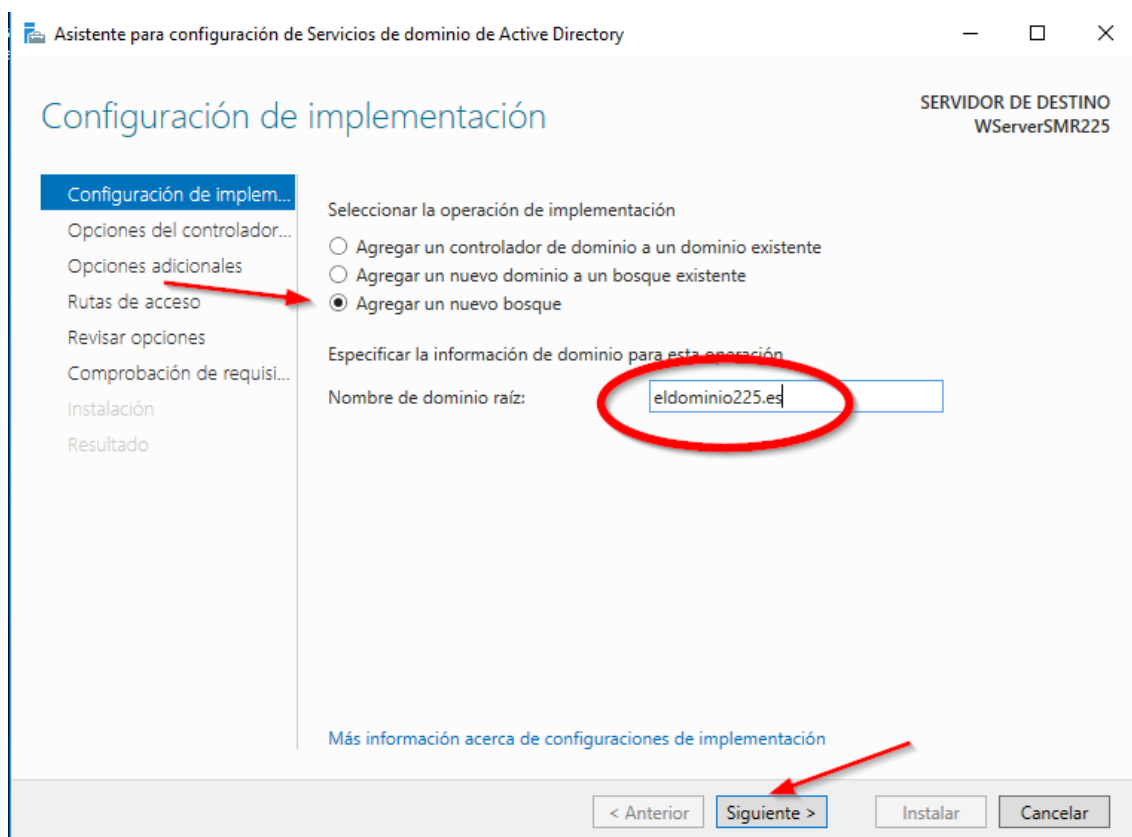 Asistente para configuración de Servicios de dominio de Active Directory
Configuración de implementación
SERVIDOR DE DESTINO
WServerSMR225
Configuración de implem...
Opciones del controlador...
Opciones adicionales
Rutas de acceso
Revisar opciones
Comprobación de requisi...
Instalación
Resultado
Seleccionar la operación de implementación
Agregar un controlador de dominio a un dominio existente
Agregar un nuevo dominio a un bosque existente
Agregar un nuevo bosque
Especificar la información de dominio para esta operación
Nombre de dominio raíz: eldominio225.es
Más información acerca de configuraciones de implementación
< Anterior Siguiente > Instalar Cancelar